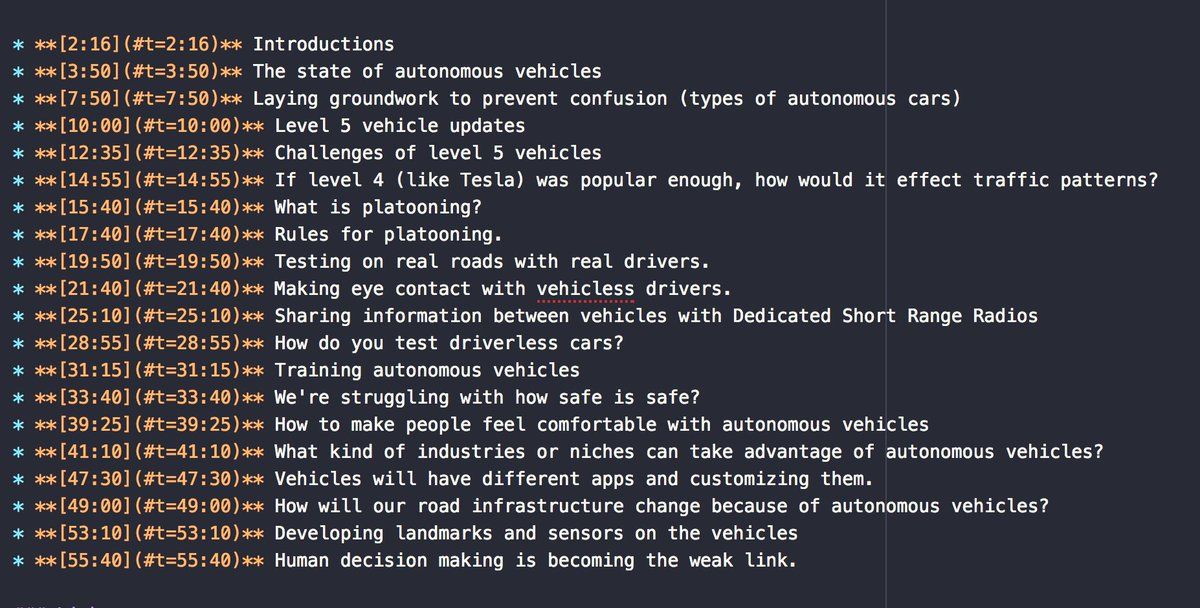 * **[2:16](#t=2:16)** Introductions
* **[3:50](#t=3:50)** The state of autonomous vehicles
* **[7:50](#t=7:50)** Laying groundwork to prevent confusion (types of autonomous cars)
* **[10:00](#t=10:00)** Level 5 vehicle updates
* **[12:35](#t=12:35)** Challenges of level 5 vehicles
* **[14:55](#t=14:55)** If level 4 (like Tesla) was popular enough, how would it effect traffic patterns?
* **[15:40](#t=15:40)** What is platooning?
* **[17:40](#t=17:40)** Rules for platooning.
* **[19:50](#t=19:50)** Testing on real roads with real drivers.
* **[21:40](#t=21:40)** Making eye contact with vehicless drivers.
* **[25:10](#t=25:10)** Sharing information between vehicles with Dedicated Short Range Radios
* **[28:55](#t=28:55)** How do you test driverless cars?
* **[31:15](#t=31:15)** Training autonomous vehicles
* **[33:40](#t=33:40)** We're struggling with how safe is safe?
* **[39:25](#t=39:25)** How to make people feel comfortable with autonomous vehicles
* **[41:10](#t=41:10)** What kind of industries or niches can take advantage of autonomous vehicles?
* **[47:30](#t=47:30)** Vehicles will have different apps and customizing them.
* **[49:00](#t=49:00)** How will our road infrastructure change because of autonomous vehicles?
* **[53:10](#t=53:10)** Developing landmarks and sensors on the vehicles
* **[55:40](#t=55:40)** Human decision making is becoming the weak link.